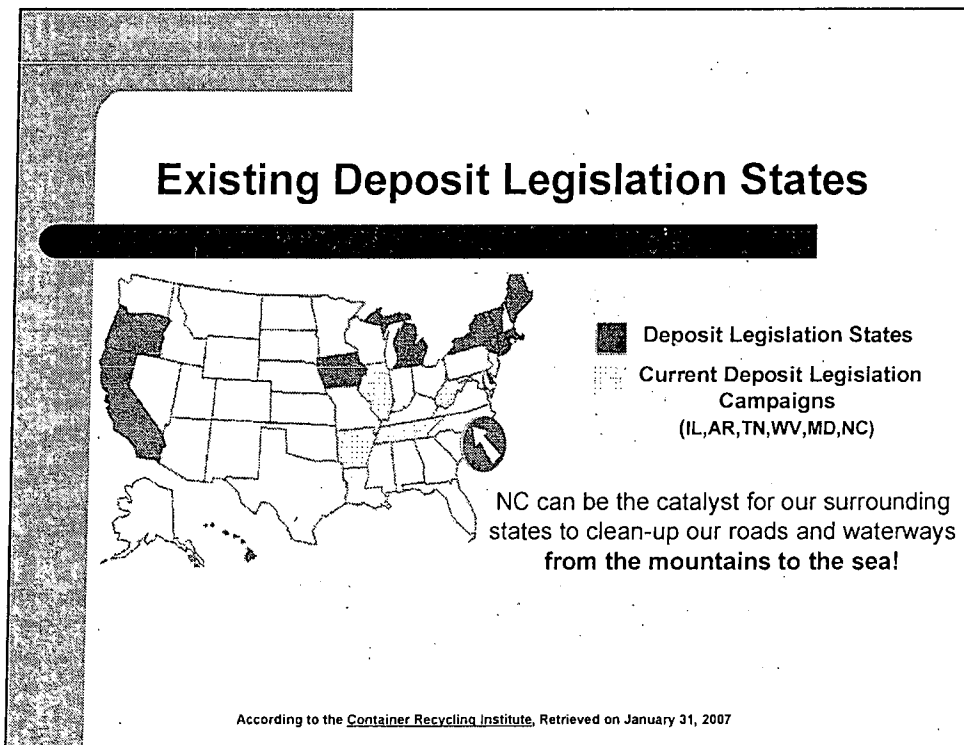 Existing Deposit Legislation States
Deposit Legislation States
Current Deposit Legislation
Campaigns
(IL,AR,TN,WV,MD,NC)
NC can be the catalyst for our surrounding
states to clean-up our roads and waterways
from the mountains to the sea!
According to the Container Recycling Institute, Retrieved on January 31, 2007